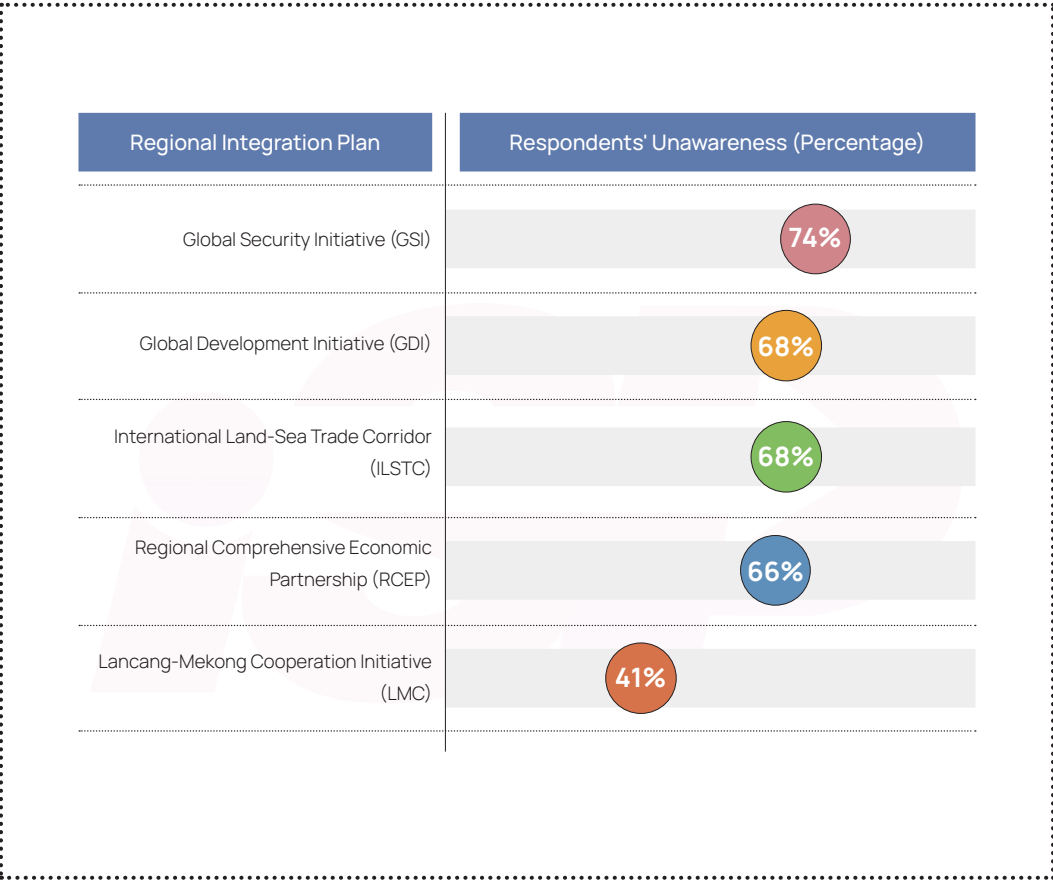 Regional Integration Plan
Respondents' Unawareness (Percentage)
Global Security Initiative (GSI)
74%
Global Development Initiative (GDI)
68%
International Land-Sea Trade Corridor
(ILSTC)
68%
Regional Comprehensive Economic
Partnership (RCEP)
66%
Lancang-Mekong Cooperation Initiative
(LMC)
41%
iSP